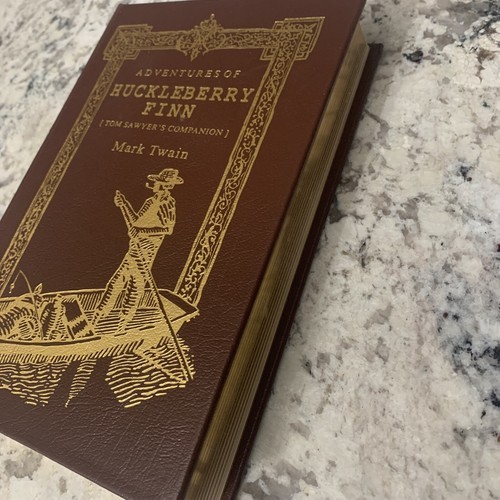 ADVENTURES OF
HUCKLEBERRY
FINN
[ TOM SAWYER'S COMPANION ]
Mark Twain